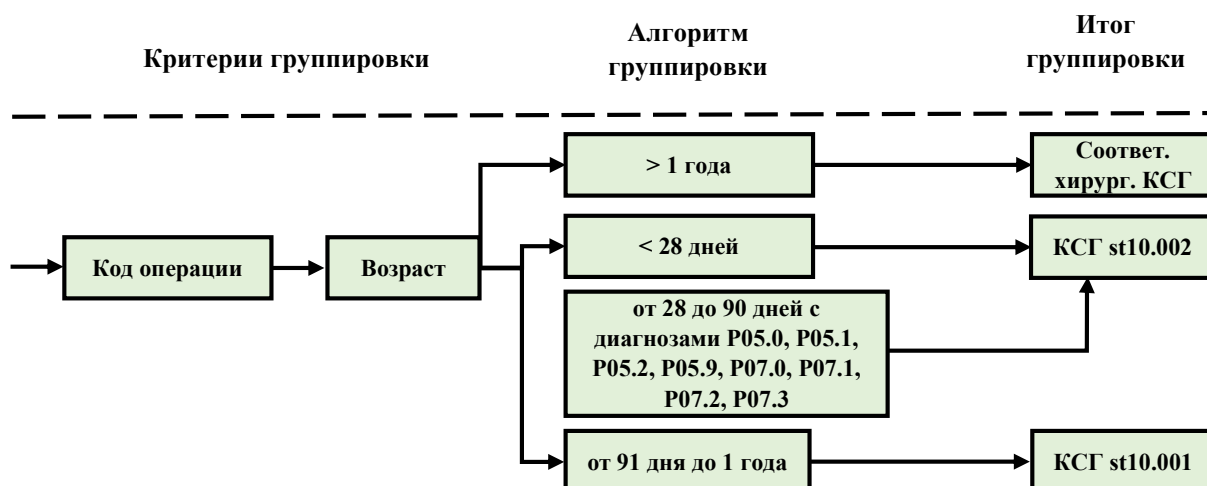 Критерии группировки
Алгоритм
группировки
Итог
группировки
> 1 года
Соответ.
хирург. КСГ
Код операции
Возраст
< 28 дней
КСГ st10.002
от 28 до 90 дней с
диагнозами P05.0, P05.1,
P05.2, P05.9, P07.0, P07.1,
P07.2, P07.3
от 91 дня до 1 года
КСГ st10.001